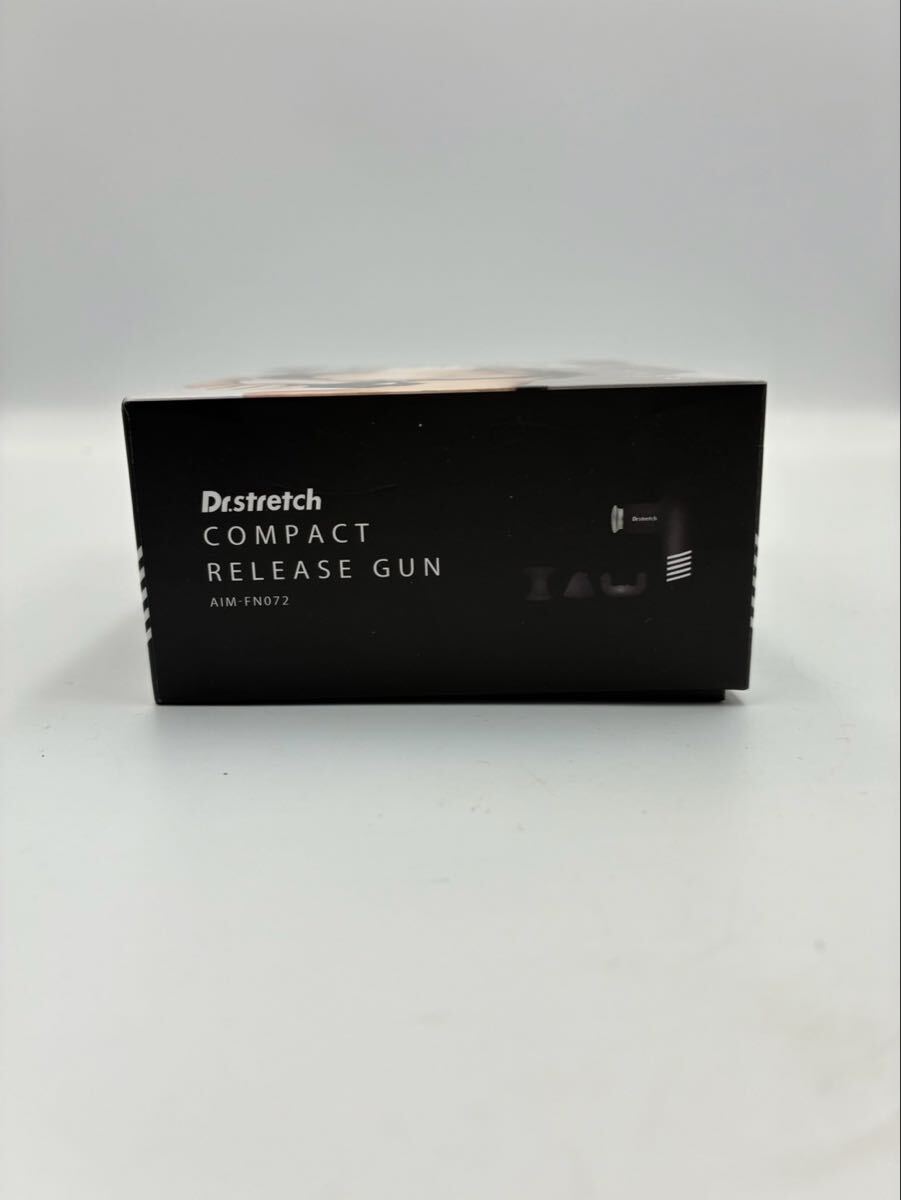 Dr.stretch
COMPACT
RELEASE GUN
AIM-FN072
Dr.stretch